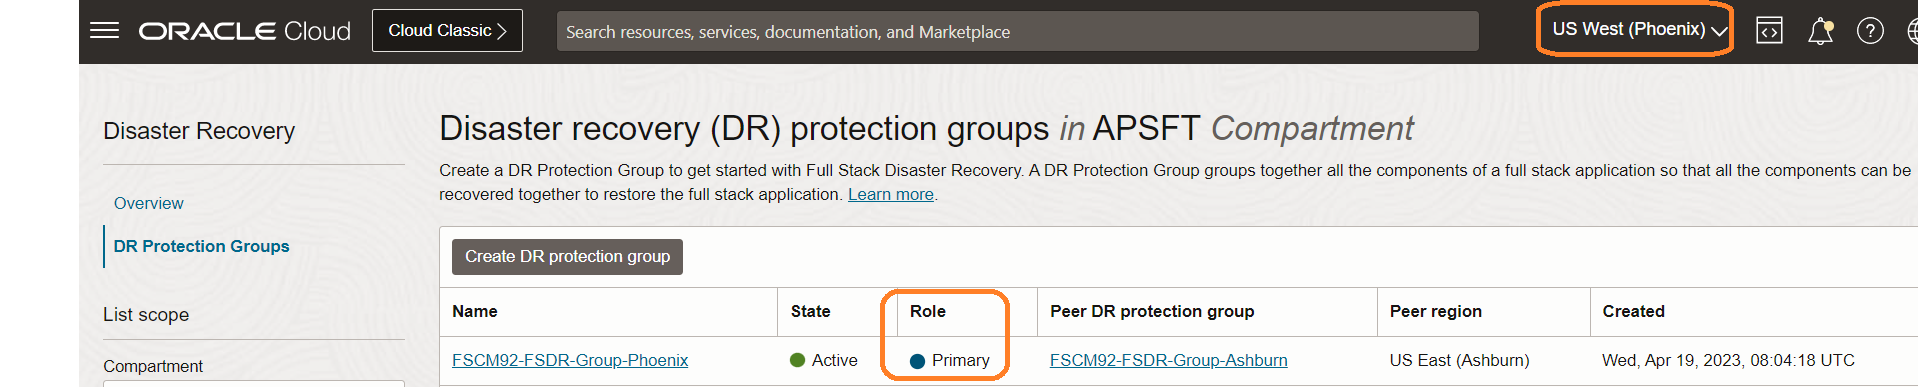 ORACLE Cloud
Cloud Classic >
Search resources, services, documentation, and Marketplace
US West (Phoenix)
Disaster Recovery
Overview
DR Protection Groups
List scope
Compartment
Disaster recovery (DR) protection groups in APSFT Compartment
Create a DR Protection Group to get started with Full Stack Disaster Recovery. A DR Protection Group groups together all the components of a full stack application so that all the components can be
recovered together to restore the full stack application. Learn more.
Create DR protection group
Name State Role Peer DR protection group Peer region Created
FSCM92-FSDR-Group-Phoenix Active Primary FSCM92-FSDR-Group-Ashburn US East (Ashburn) Wed, Apr 19, 2023, 08:04:18 UTC